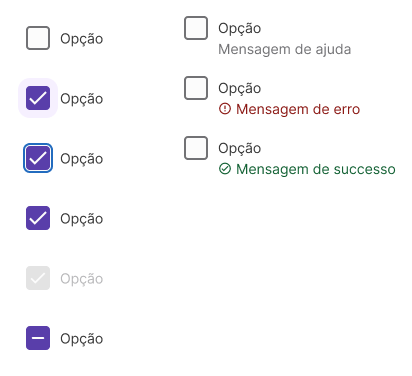 Opção
Opção
Opção
Opção
Opção
Opção
Opção
Mensagem de ajuda
Opção
Mensagem de erro
Opção
Mensagem de successo